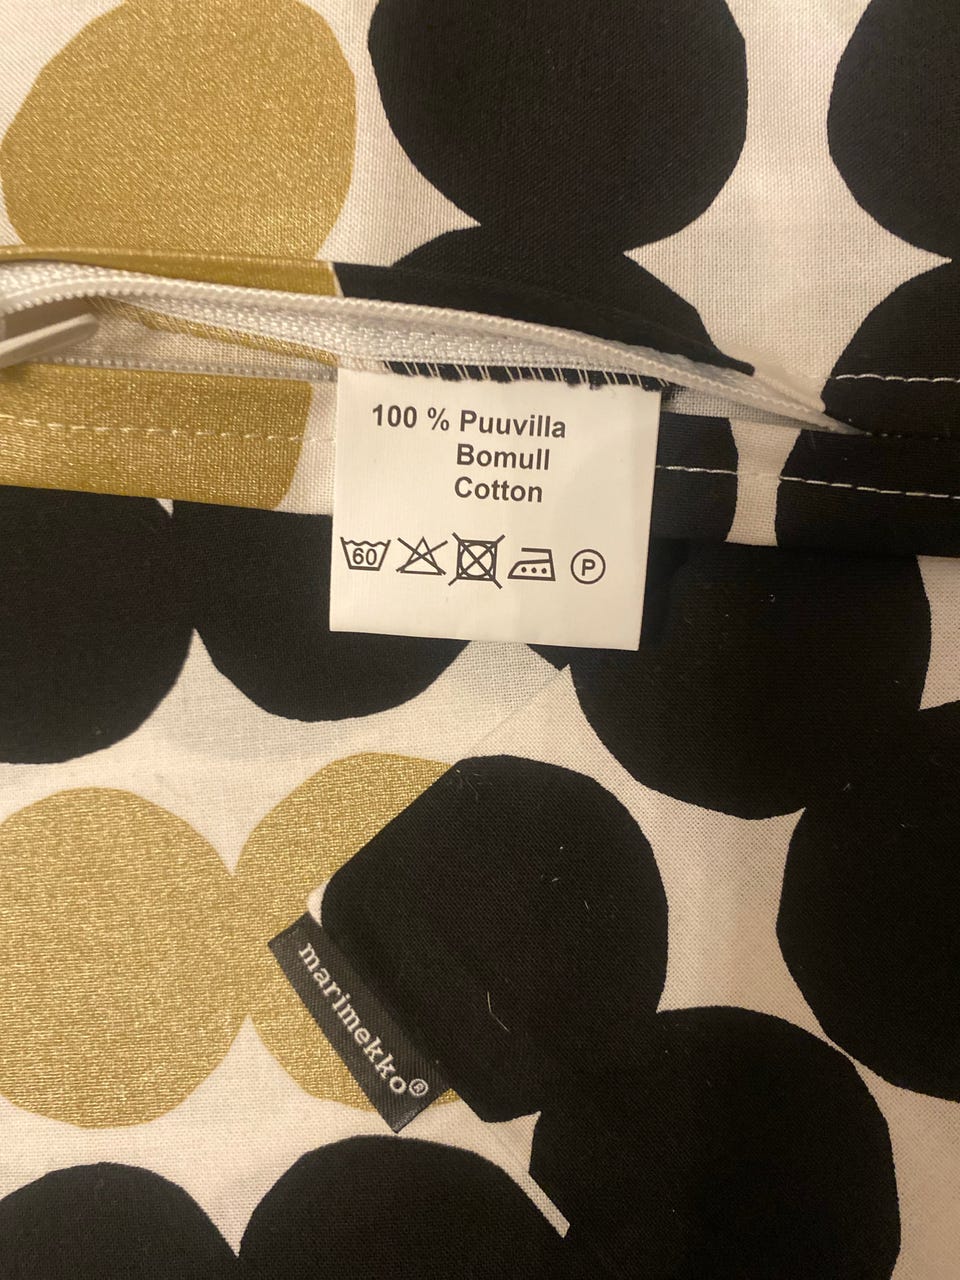 100 % Puuvilla
Bomull
Cotton
60 P
marimekko®